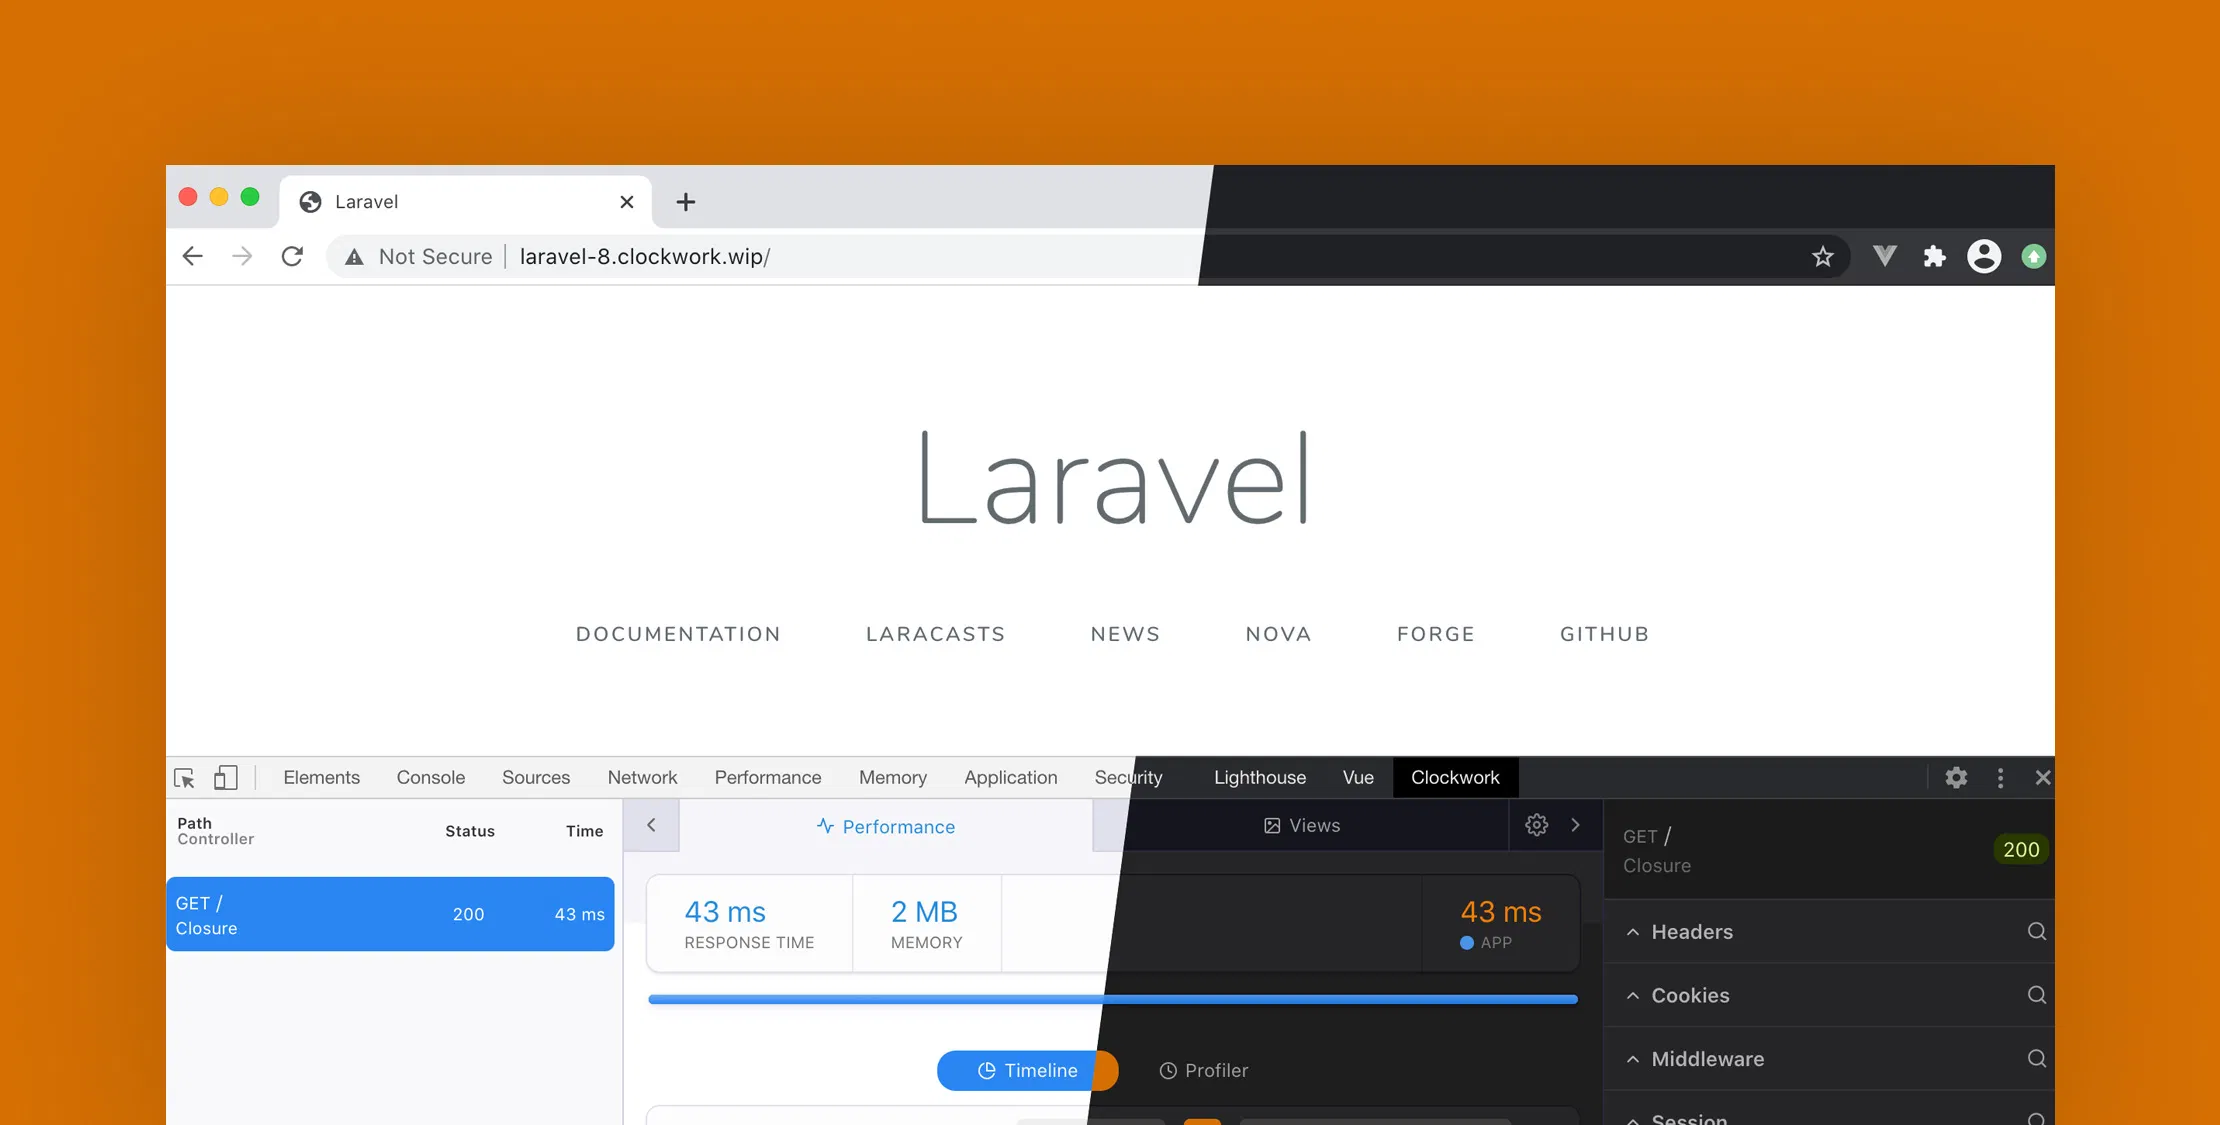 Laravel
Not Secure | laravel-8.clockwork.wip/
Laravel
DOCUMENTATION LARACASTS NEWS NOVA FORGE GITHUB
Elements Console Sources Network Performance Memory Application Security Lighthouse Vue Clockwork
Path
Controller
Status Time
GET /
Closure
200 43 ms
Performance Views
43 ms
RESPONSE TIME
2 MB
MEMORY
43 ms
APP
Timeline Profiler
GET /
Closure
200
Headers
Cookies
Middleware
Session